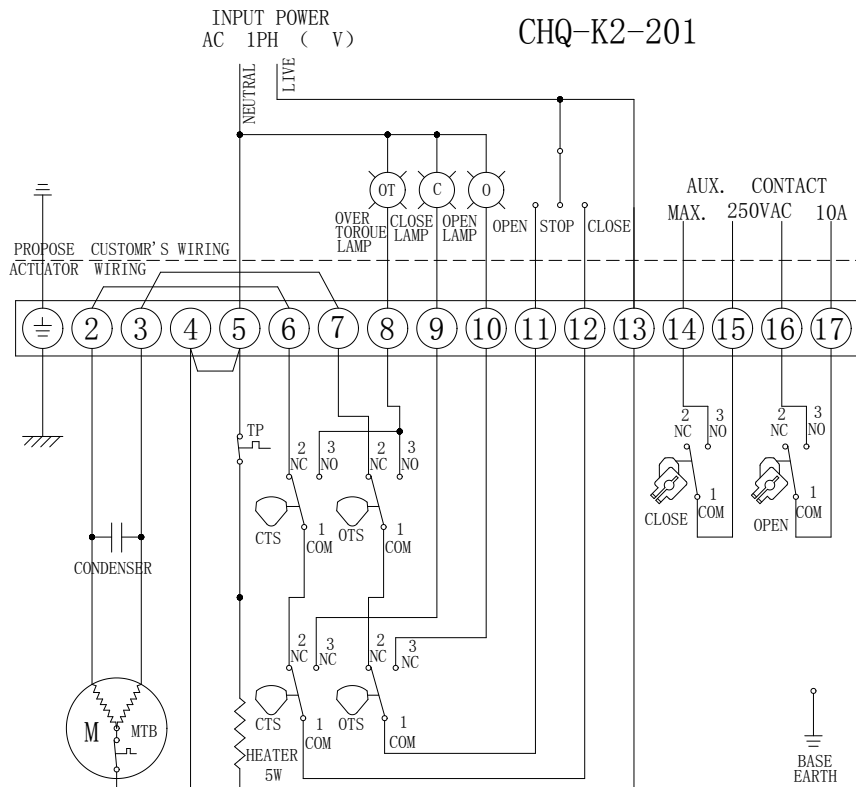 INPUT POWER
AC 1PH ( V)
CHQ-K2-201
NEUTRAL
LIVE
OT
C
O
OVER
TORQUE
LAMP
CLOSE
LAMP
OPEN
LAMP
OPEN
STOP
CLOSE
AUX. CONTACT
MAX. 250VAC 10A
PROPOSE CUSTOMR'S WIRING
ACTUATOR WIRING
2 3 4 5 6 7 8 9 10 11 12 13 14 15 16 17
TP
2
NC
3
NO
2
NC
3
NO
2
NC
3
NO
2
NC
3
NO
CTS
1
COM
OTS
1
COM
CLOSE
1
COM
OPEN
1
COM
CONDENSER
2
NC
3
NC
2
NC
3
NC
CTS
1
COM
OTS
1
COM
M
MTB
HEATER
5W
BASE
EARTH